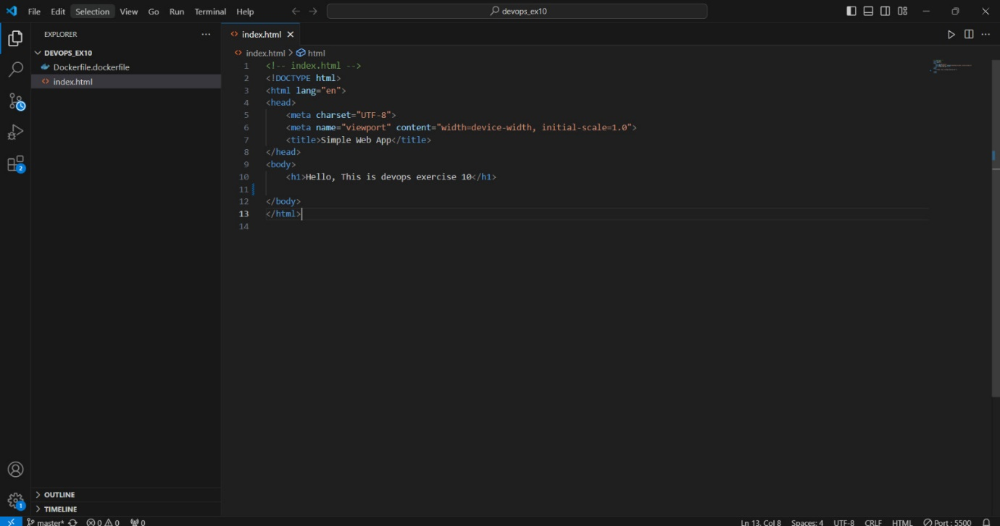 File Edit Selection View Go Run Terminal Help
devops_ex10
EXPLORER
DEVOPS_EX10
Dockerfile.dockerfile
index.html
2
OUTLINE
TIMELINE
1
index.html
index.html > html
1 <!-- index.html -->
2 <!DOCTYPE html>
3 <html lang="en">
4 <head>
5 <meta charset="UTF-8">
6 <meta name="viewport" content="width=device-width, initial-scale=1.0">
7 <title>Simple Web App</title>
8 </head>
9 <body>
10 <h1>Hello, This is devops exercise 10</h1>
11
12 </body>
13 </html>
14
master* 0 0 0 Ln 13, Col 8 Spaces: 4 UTF-8 CRLF HTML Port : 5500